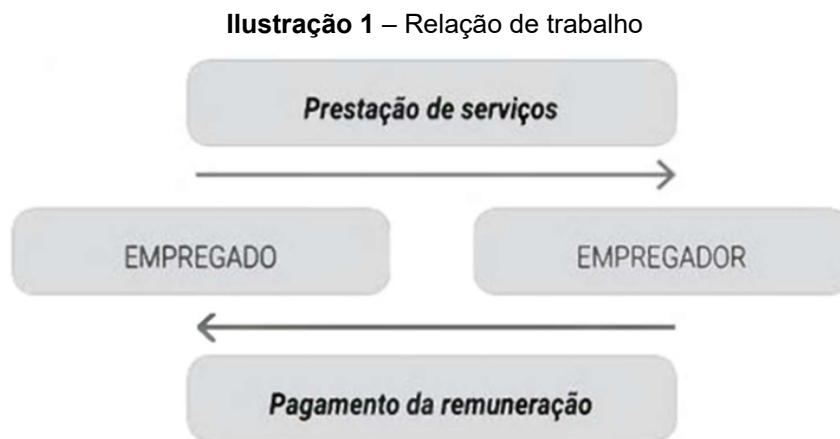 Ilustração 1 – Relação de trabalho
Prestação de serviços
EMPREGADO
EMPREGADOR
Pagamento da remuneração